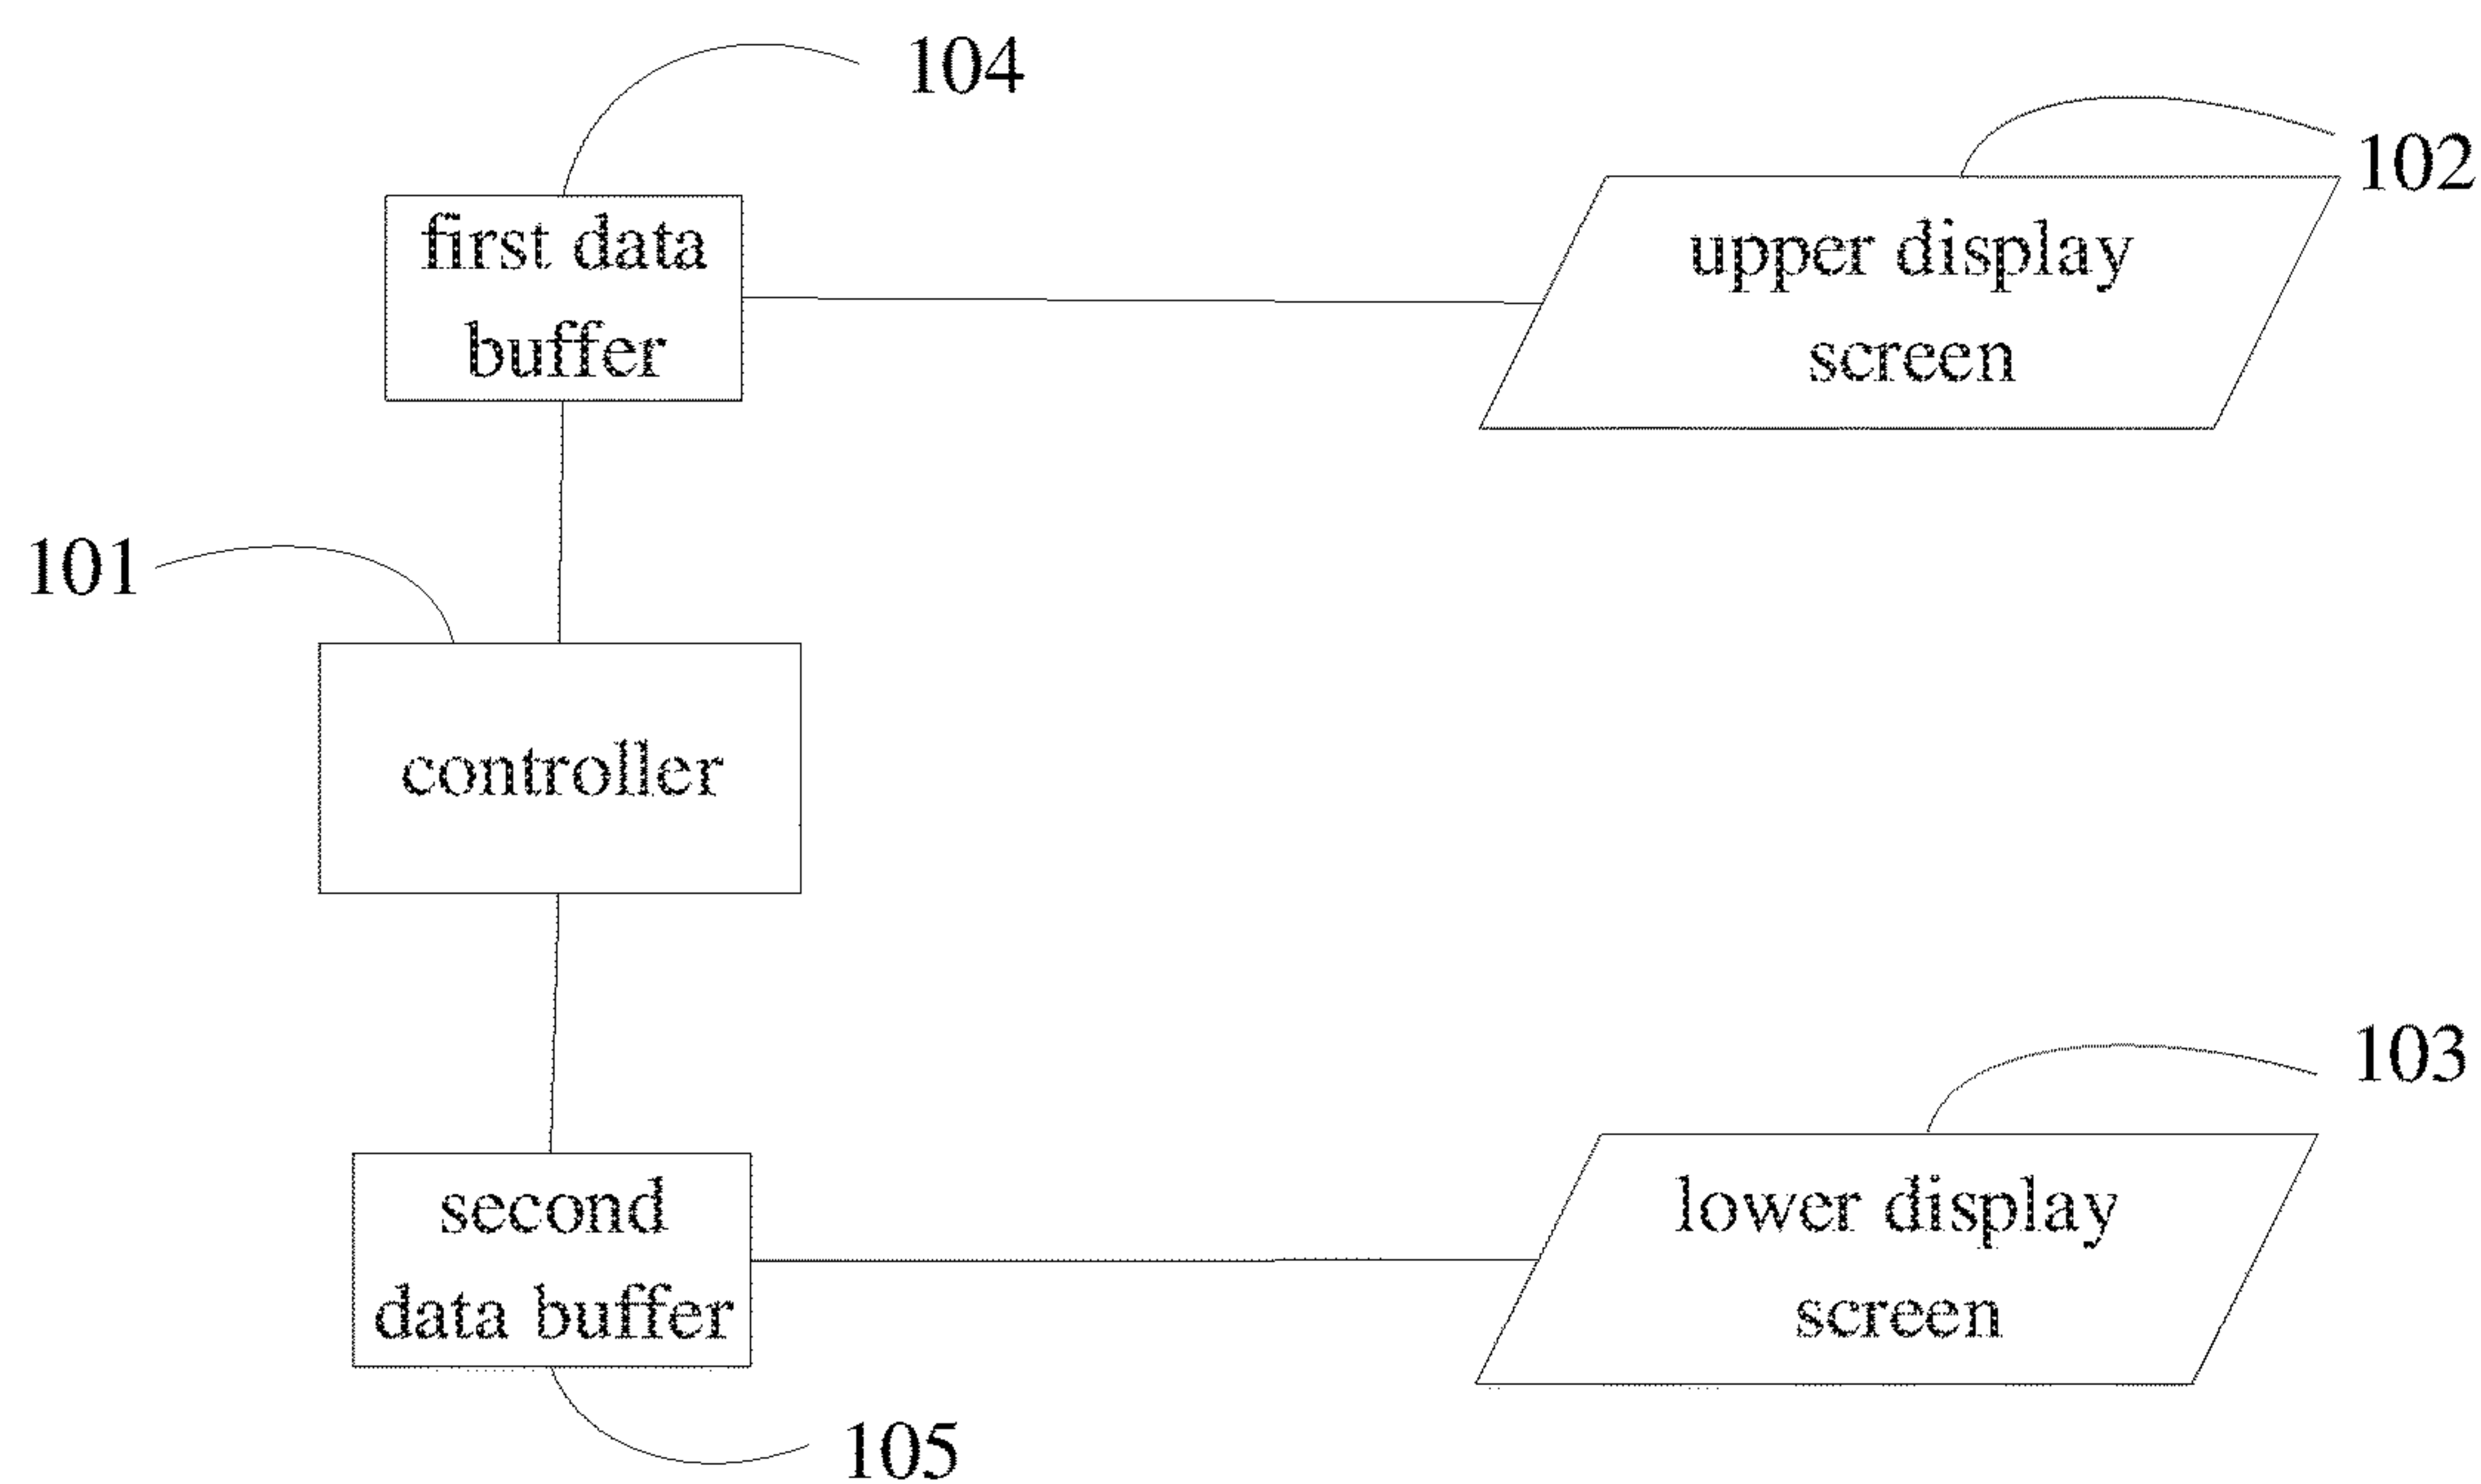 104
102
first data
buffer
upper display
screen
101
controller
103
second
data buffer
lower display
screen
105